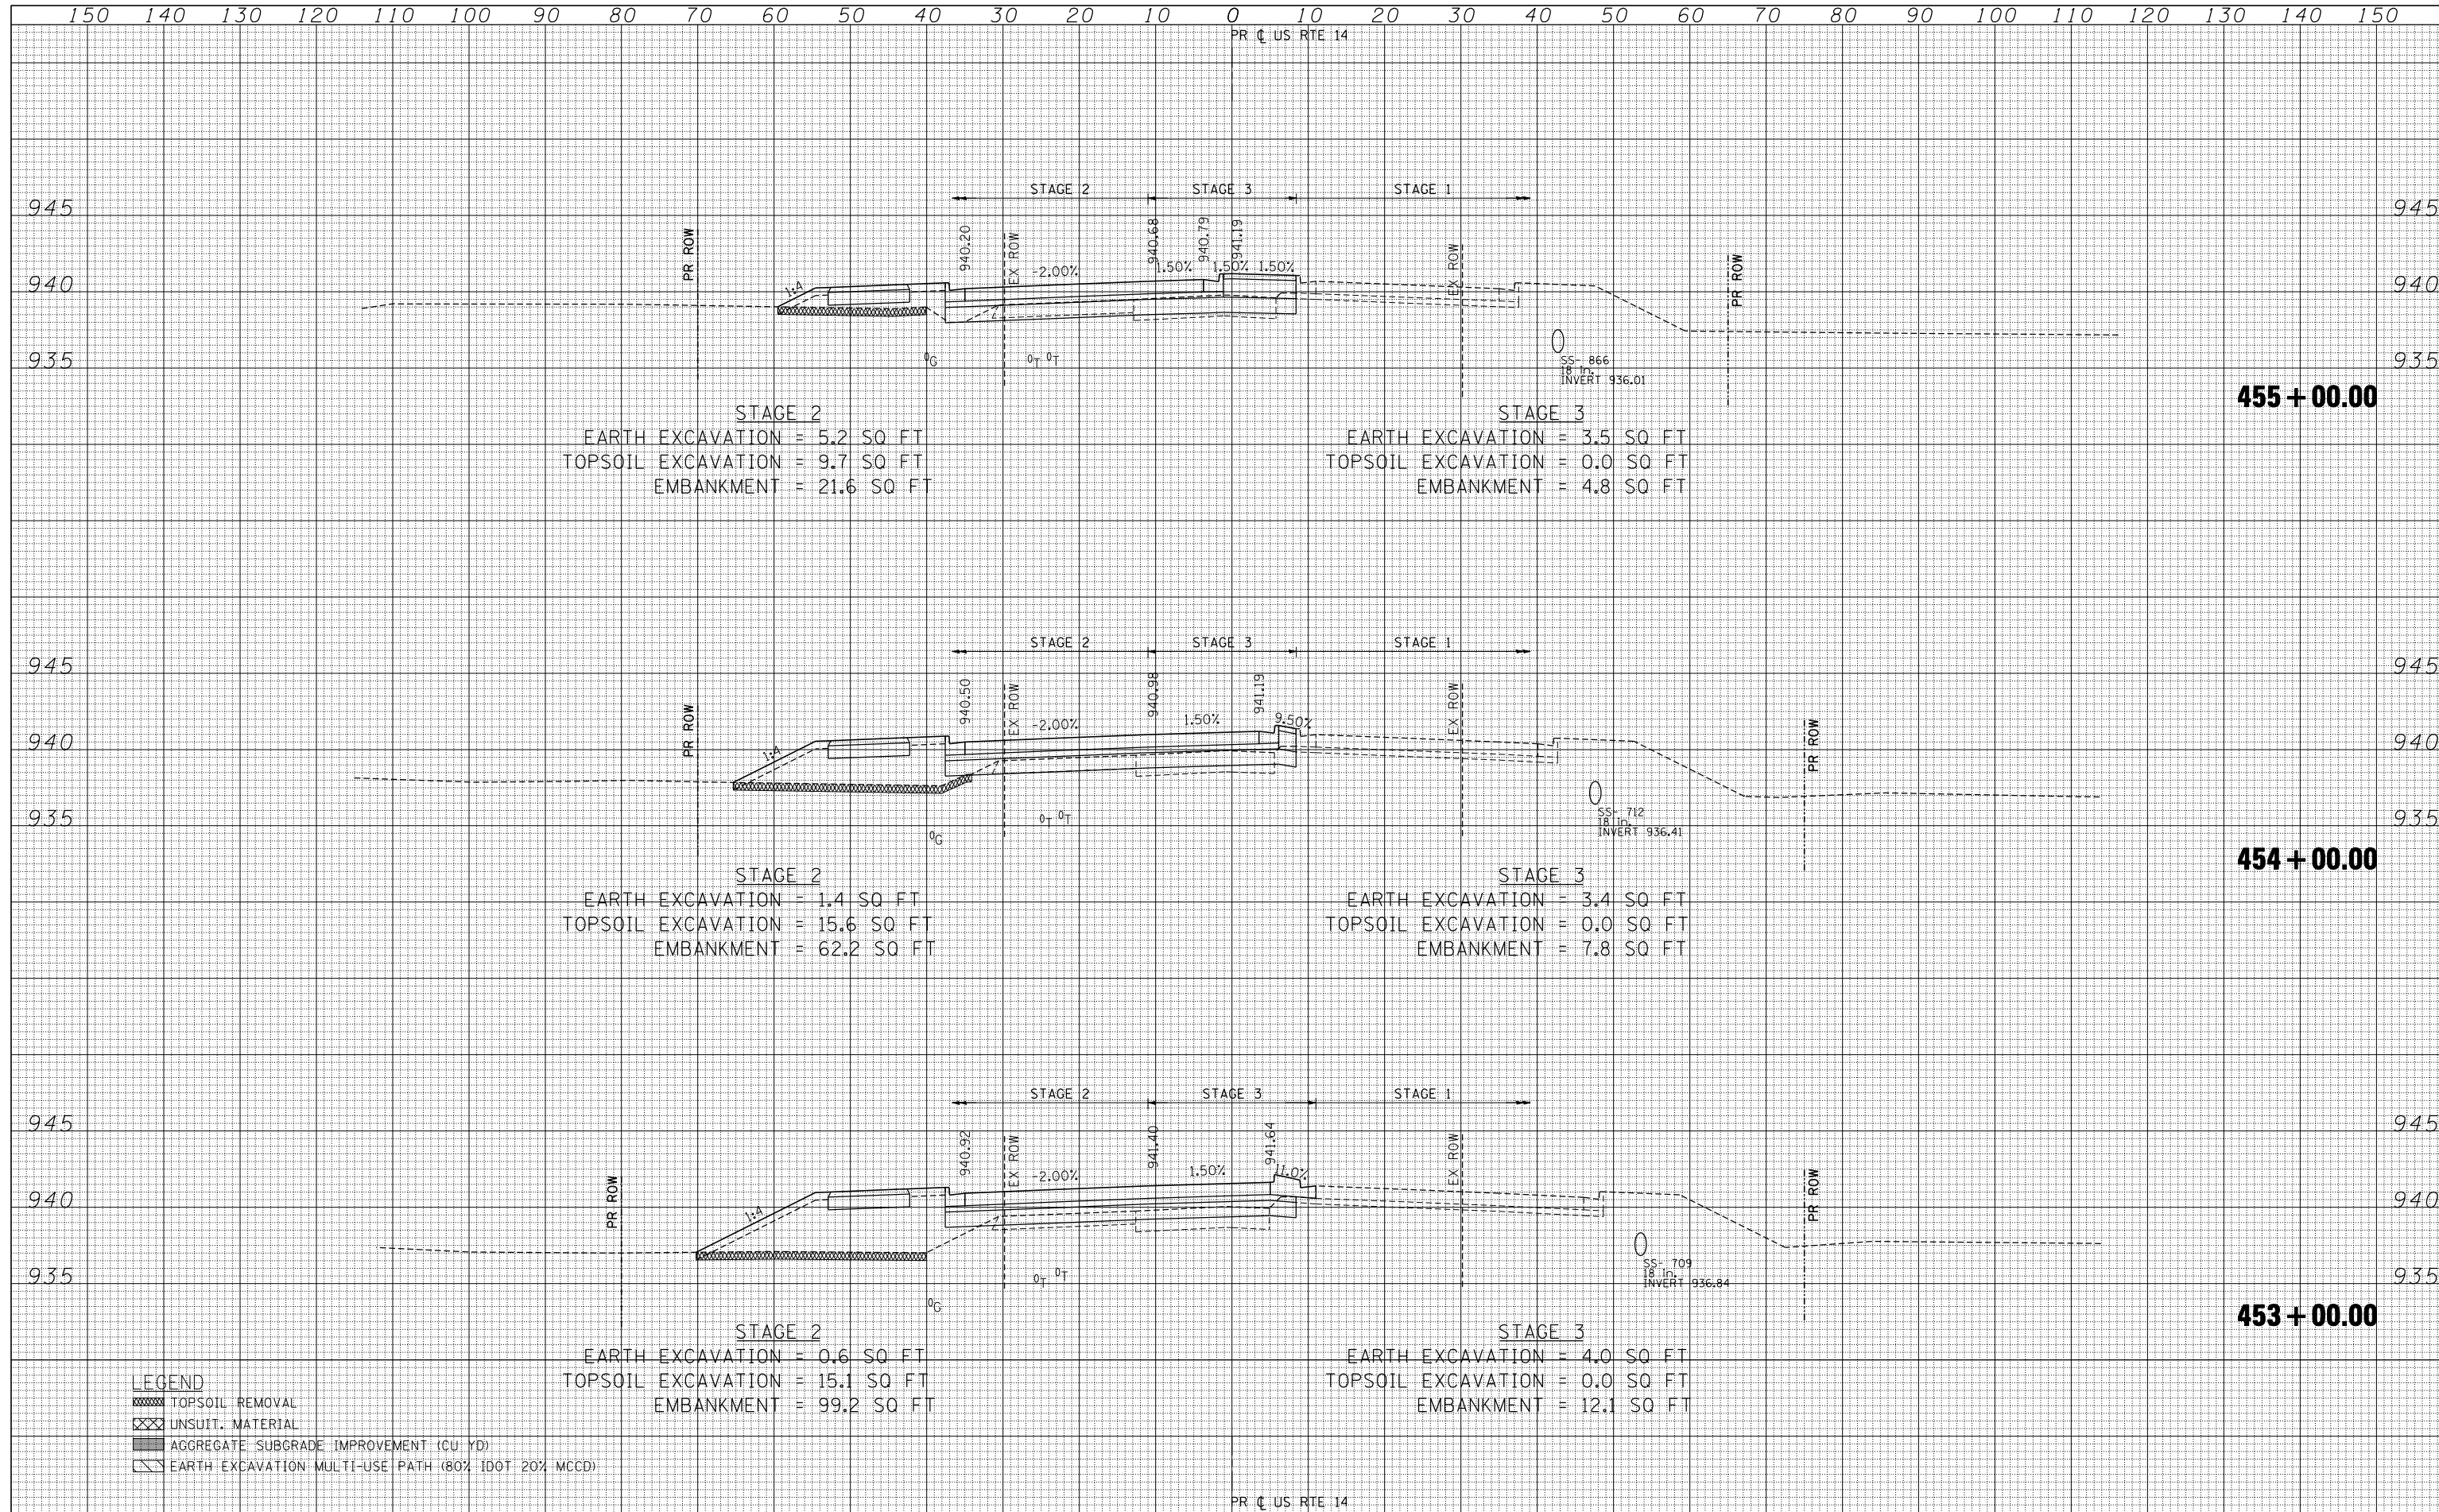 150 140 130 120 110 100 90 80 70 60 50 40 30 20 10 0 10 20 30 40 50 60 70 80 90 100 110 120 130 140 150
PR ℄ US RTE 14
STAGE 2 STAGE 3 STAGE 1
945 945
940.20 940.68 940.79 941.19
PR ROW EX ROW EX ROW PR ROW
1:4 -2.00% 1.50% 1.50% 1.50%
940 940
935 935
0G 0T 0T
SS- 866
18 in.
INVERT 936.01
455+00.00
STAGE 2 STAGE 3
EARTH EXCAVATION = 5.2 SQ FT EARTH EXCAVATION = 3.5 SQ FT
TOPSOIL EXCAVATION = 9.7 SQ FT TOPSOIL EXCAVATION = 0.0 SQ FT
EMBANKMENT = 21.6 SQ FT EMBANKMENT = 4.8 SQ FT
STAGE 2 STAGE 3 STAGE 1
945 945
940.50 940.98 941.19
PR ROW EX ROW EX ROW PR ROW
1:4 -2.00% 1.50% 9.50%
940 940
935 935
0G 0T 0T
SS- 712
18 in.
INVERT 936.41
454+00.00
STAGE 2 STAGE 3
EARTH EXCAVATION = 1.4 SQ FT EARTH EXCAVATION = 3.4 SQ FT
TOPSOIL EXCAVATION = 15.6 SQ FT TOPSOIL EXCAVATION = 0.0 SQ FT
EMBANKMENT = 62.2 SQ FT EMBANKMENT = 7.8 SQ FT
STAGE 2 STAGE 3 STAGE 1
945 945
940.92 941.40 941.64
PR ROW EX ROW EX ROW PR ROW
1:4 -2.00% 1.50% 11.0%
940 940
935 935
0G 0T 0T
SS- 709
18 in.
INVERT 936.84
453+00.00
STAGE 2 STAGE 3
EARTH EXCAVATION = 0.6 SQ FT EARTH EXCAVATION = 4.0 SQ FT
TOPSOIL EXCAVATION = 15.1 SQ FT TOPSOIL EXCAVATION = 0.0 SQ FT
EMBANKMENT = 99.2 SQ FT EMBANKMENT = 12.1 SQ FT
LEGEND
TOPSOIL REMOVAL
UNSUIT. MATERIAL
AGGREGATE SUBGRADE IMPROVEMENT (CU YD)
EARTH EXCAVATION MULTI-USE PATH (80% IDOT 20% MCCD)
PR ℄ US RTE 14